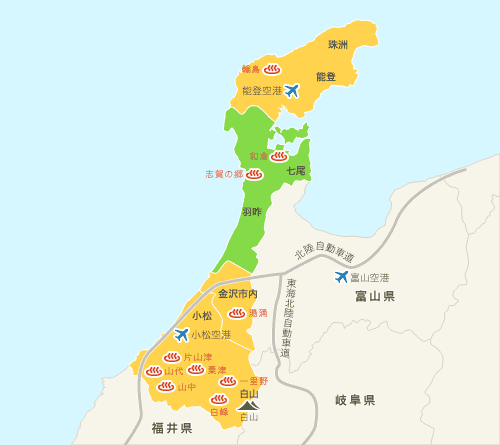 珠洲
輪島
能登
能登空港
和倉
七尾
志賀の郷
羽咋
北陸自動車道
富山空港
富山県
東海北陸自動車道
金沢市内
湯涌
小松
小松空港
片山津
山代
粟津
山中
一里野
白山
白峰
白山
岐阜県
福井県